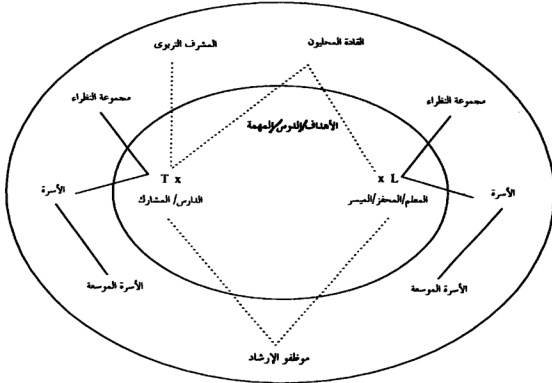 القادة المحليون
المشرف التربوى
مجموعة النظراء
مجموعة النظراء
الأهداف/الدرس/المهمة
x L
T x
المعلم/المحفز/الميسر
الدارس/المشارك
الأسرة
الأسرة
الأسرة الموسعة
الأسرة الموسعة
موظفو الإرشاد